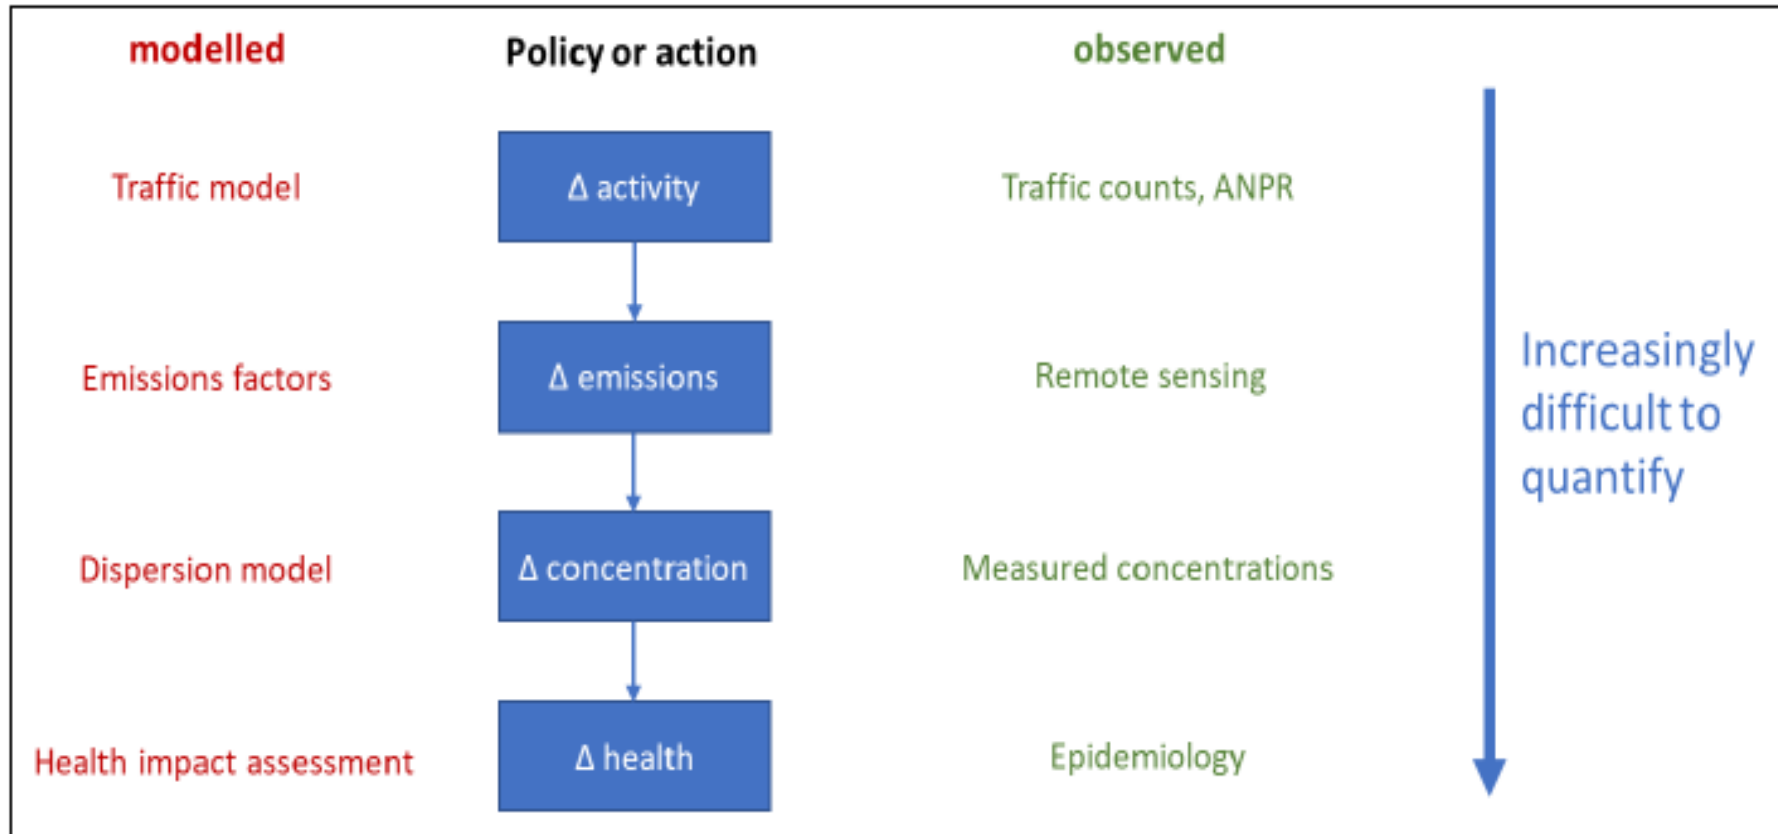 modelled
Policy or action
observed
Traffic model
Δ activity
Traffic counts, ANPR
Emissions factors
Δ emissions
Remote sensing
Increasingly
difficult to
quantify
Dispersion model
Δ concentration
Measured concentrations
Health impact assessment
Δ health
Epidemiology